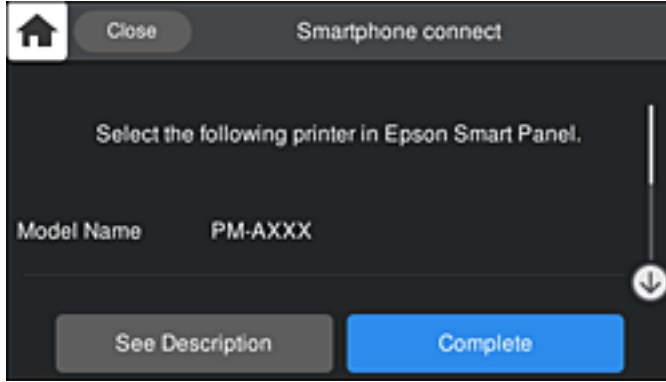 Close
Smartphone connect
Select the following printer in Epson Smart Panel.
Model Name PM-AXXX
See Description
Complete